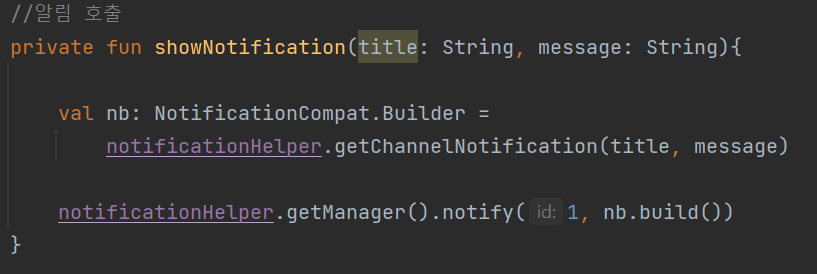 //알림 호출
private fun showNotification(title: String, message: String){
val nb: NotificationCompat.Builder =
notificationHelper.getChannelNotification(title, message)
notificationHelper.getManager().notify( id: 1, nb.build())
}